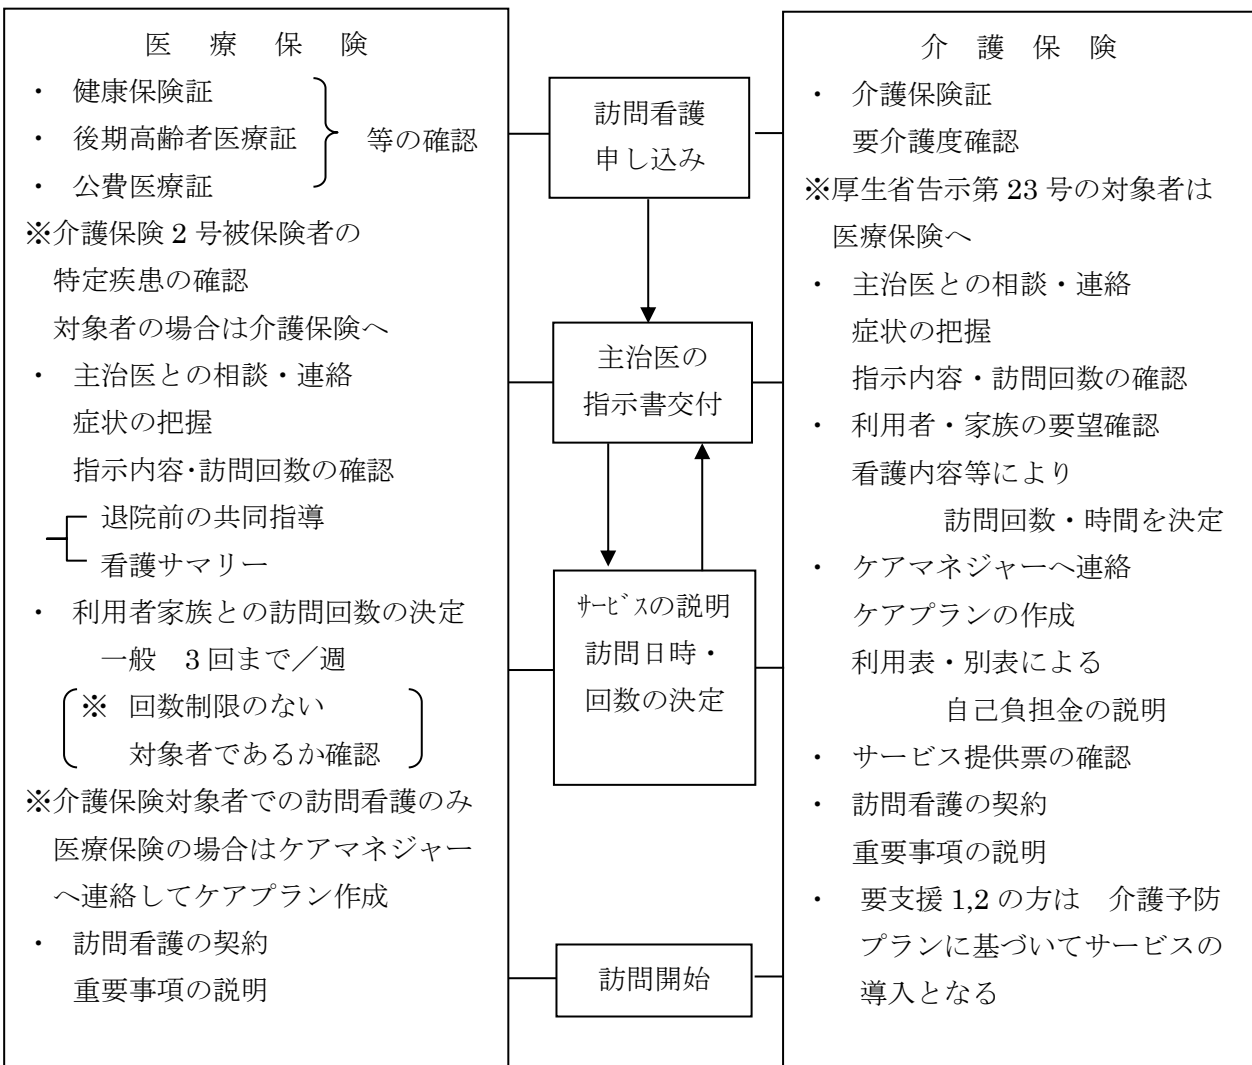 医 療 保 険
・ 健康保険証
・ 後期高齢者医療証 等の確認
・ 公費医療証
※介護保険2号被保険者の
特定疾患の確認
対象者の場合は介護保険へ
・ 主治医との相談・連絡
症状の把握
指示内容・訪問回数の確認
退院前の共同指導
看護サマリー
・ 利用者家族との訪問回数の決定
一般 3回まで／週
※ 回数制限のない
対象者であるか確認
※介護保険対象者での訪問看護のみ
医療保険の場合はケアマネジャー
へ連絡してケアプラン作成
・ 訪問看護の契約
重要事項の説明
訪問看護
申し込み
主治医の
指示書交付
ｻｰﾋﾞｽの説明
訪問日時・
回数の決定
訪問開始
介 護 保 険
・ 介護保険証
要介護度確認
※厚生省告示第23号の対象者は
医療保険へ
・ 主治医との相談・連絡
症状の把握
指示内容・訪問回数の確認
・ 利用者・家族の要望確認
看護内容等により
訪問回数・時間を決定
・ ケアマネジャーへ連絡
ケアプランの作成
利用表・別表による
自己負担金の説明
・ サービス提供票の確認
・ 訪問看護の契約
重要事項の説明
・ 要支援1,2の方は 介護予防
プランに基づいてサービスの
導入となる